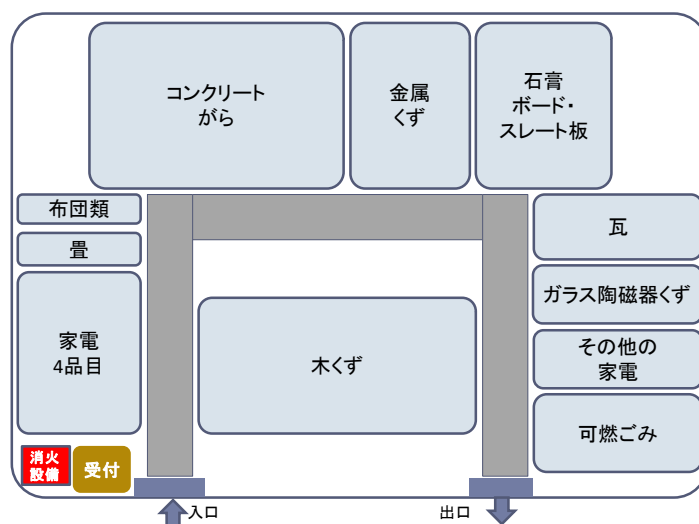 コンクリート
がら
金属
くず
石膏
ボード・
スレート板
布団類
畳
家電
4品目
木くず
瓦
ガラス陶磁器くず
その他の
家電
可燃ごみ
消火
設備
受付
入口
出口